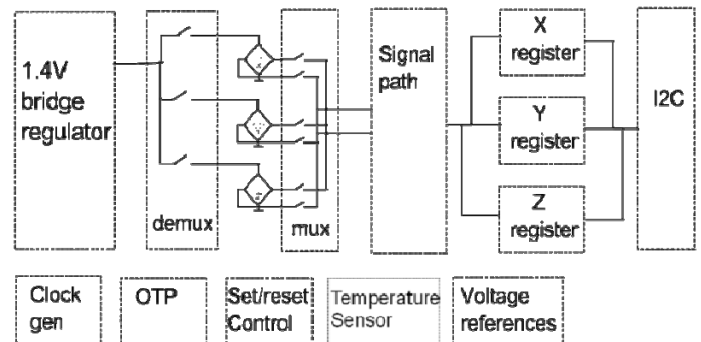 1.4V
bridge
regulator
demux
mux
Signal
path
X
register
Y
register
Z
register
I2C
Clock
gen
OTP
Set/reset
Control
Temperature
Sensor
Voltage
references